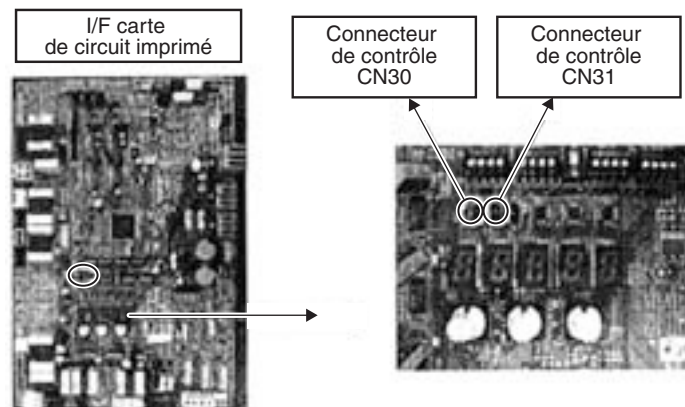 I/F carte
de circuit imprimé
Connecteur
de contrôle
CN30
Connecteur
de contrôle
CN31